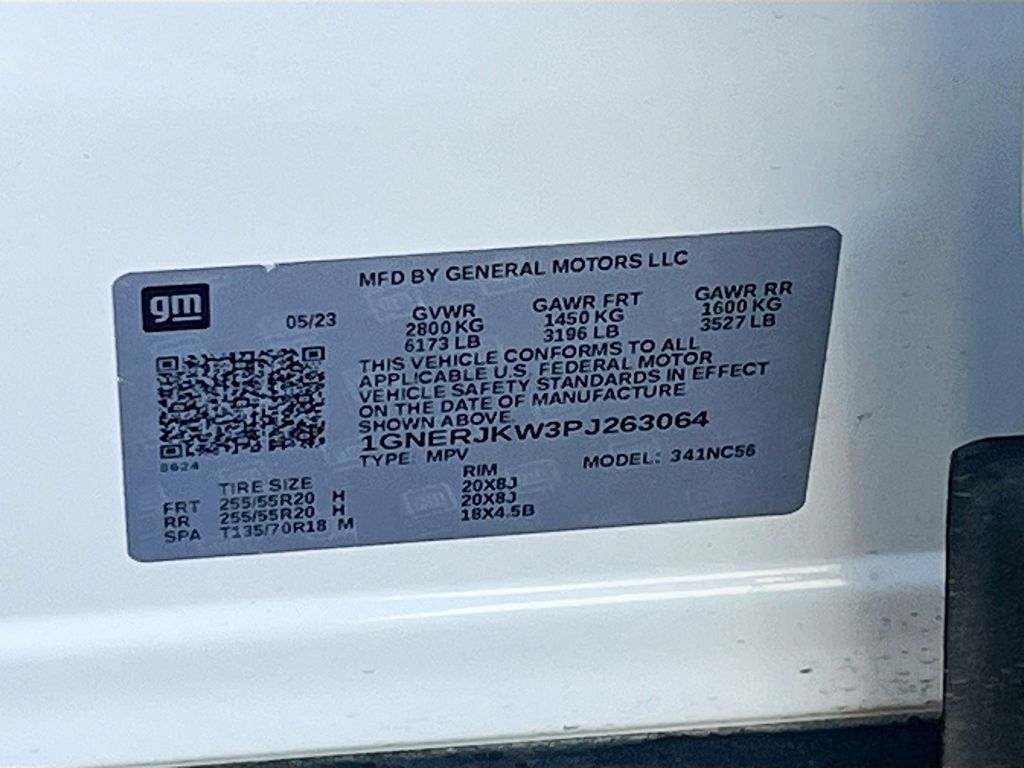 MFD BY GENERAL MOTORS LLC
gm
05/23
GVWR GAWR FRT GAWR RR
2800 KG 1450 KG 1600 KG
6173 LB 3196 LB 3527 LB
THIS VEHICLE CONFORMS TO ALL
APPLICABLE U.S. FEDERAL MOTOR
VEHICLE SAFETY STANDARDS IN EFFECT
ON THE DATE OF MANUFACTURE
SHOWN ABOVE.
1GNERJKW3PJ263064
8624
TYPE: MPV MODEL: 341NC56
TIRE SIZE RIM
FRT 255/55R20 H 20X8J
RR 255/55R20 H 20X8J
SPA T135/70R18 M 18X4.5B